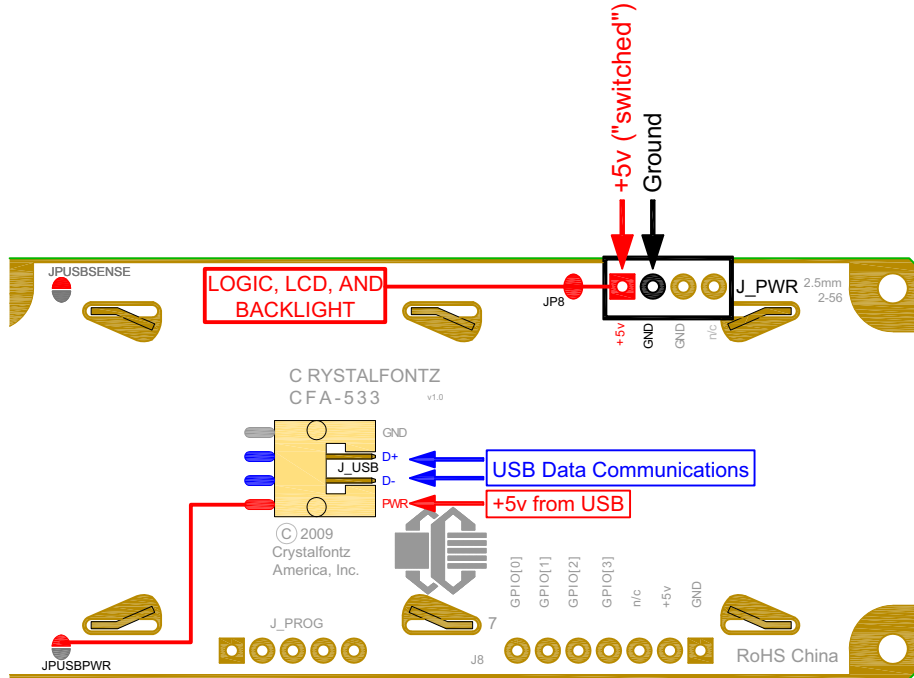 +5v ("switched")
Ground
JPUSBSENSE
LOGIC, LCD, AND
BACKLIGHT
JP8
J_PWR
2.5mm
2-56
+5v
GND
GND
n/c
C RYSTALFONTZ
CFA-533
v1.0
GND
D+
J_USB
D-
PWR
USB Data Communications
+5v from USB
© 2009
Crystalfontz
America, Inc.
GPIO[0]
GPIO[1]
GPIO[2]
GPIO[3]
n/c
+5v
GND
J_PROG
7
J8
JPUSBPWR
RoHS China